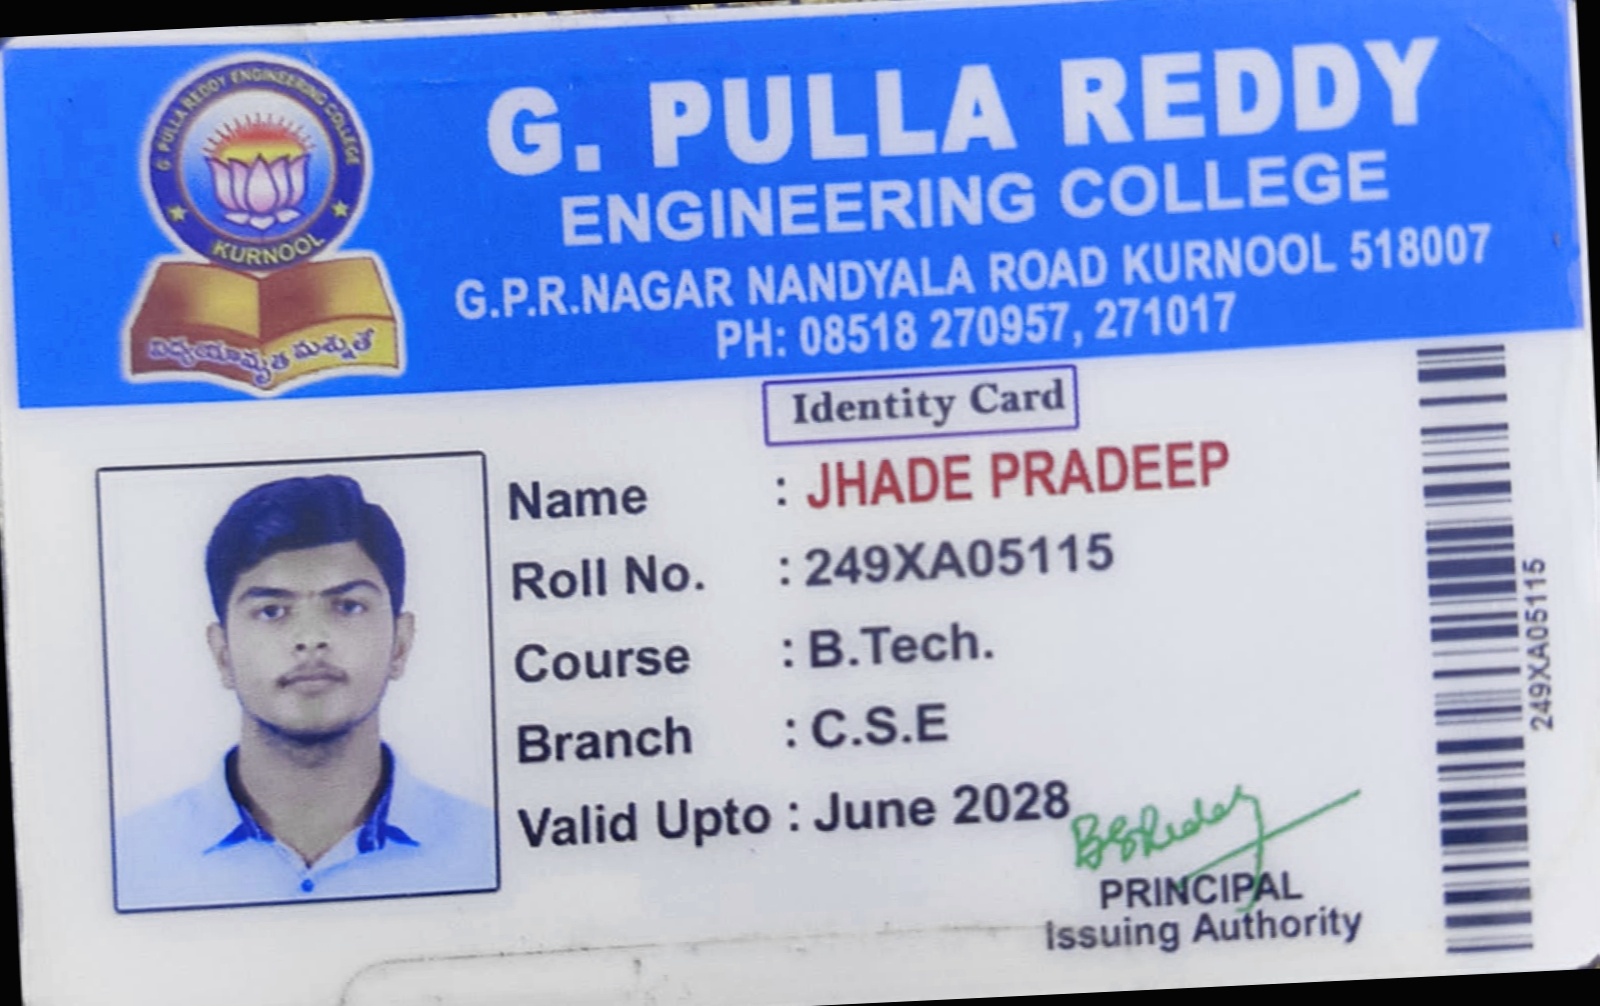 G. PULLA REDDY ENGINEERING COLLEGE
KURNOOL
విద్యయామృత మశ్నుతే
G. PULLA REDDY
ENGINEERING COLLEGE
G.P.R.NAGAR NANDYALA ROAD KURNOOL 518007
PH: 08518 270957, 271017
Identity Card
Name : JHADE PRADEEP
Roll No. : 249XA05115
Course : B.Tech.
Branch : C.S.E
Valid Upto : June 2028
BSReddy
PRINCIPAL
Issuing Authority
249XA05115